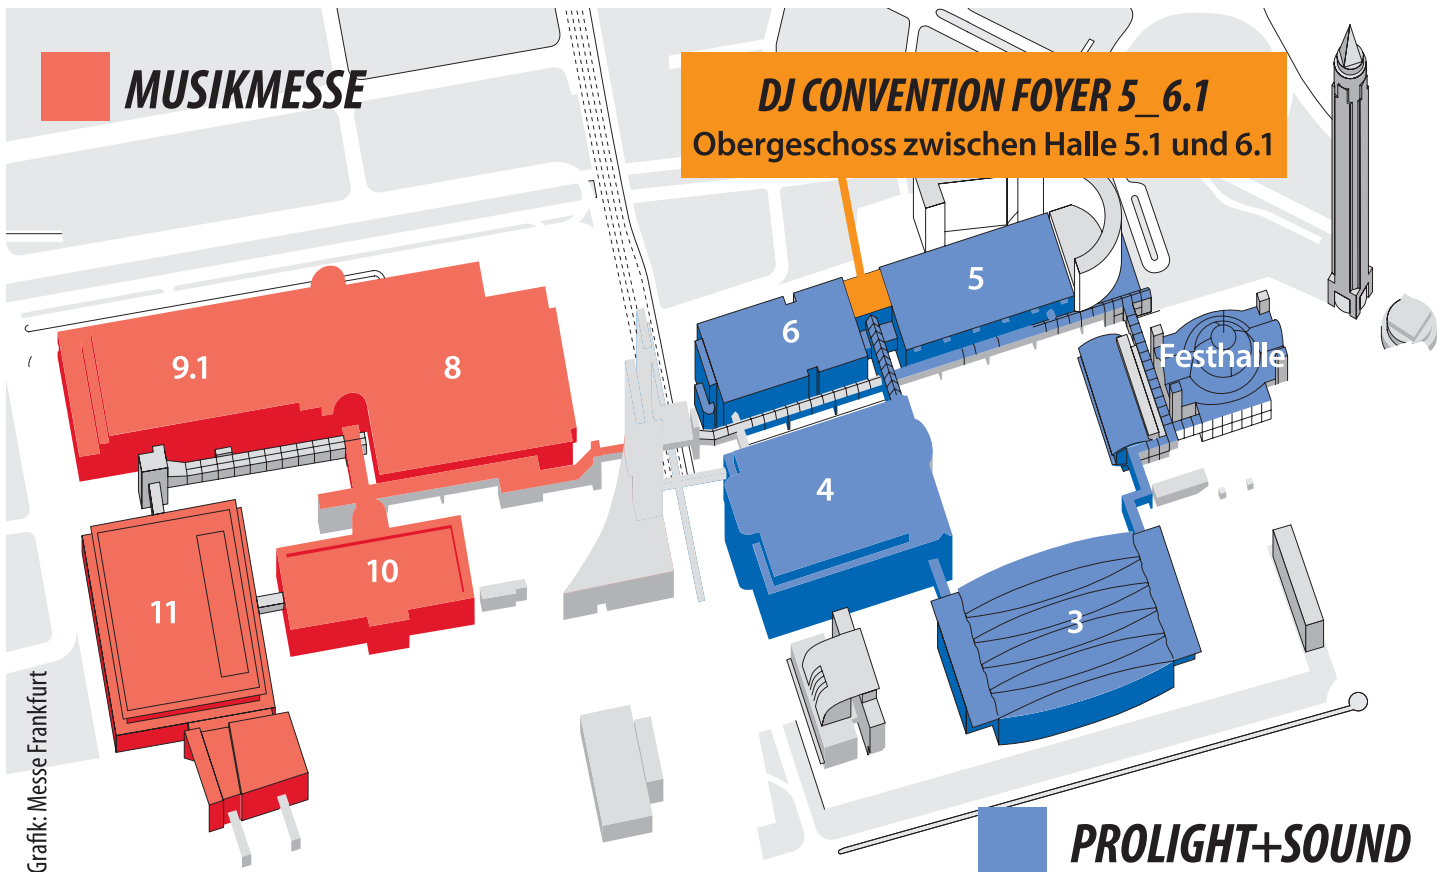 MUSIKMESSE
DJ CONVENTION FOYER 5_6.1
Obergeschoss zwischen Halle 5.1 und 6.1
5
6
Festhalle
9.1
8
4
10
11
3
Grafik: Messe Frankfurt
PROLIGHT+SOUND